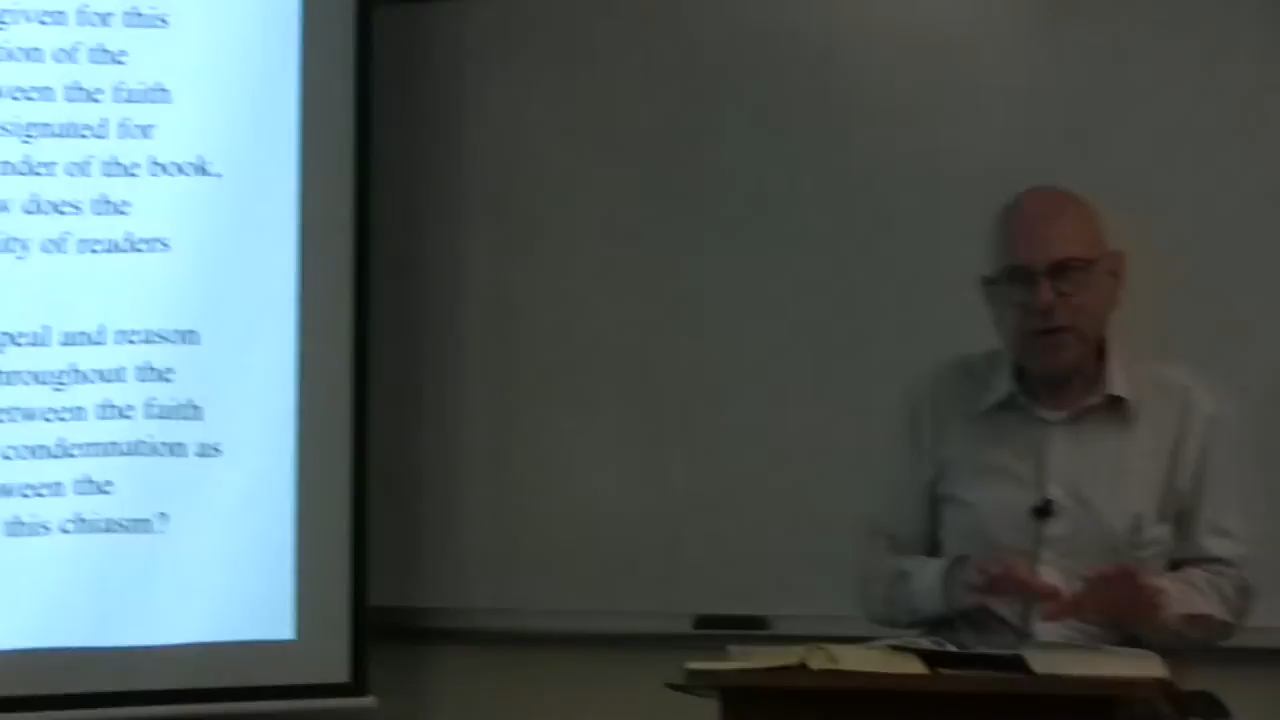 given for this
tion of the
ween the faith
signated for
nder of the book,
w does the
ity of readers
peal and reason
hroughout the
etween the faith
condemnation as
ween the
this chiasm?